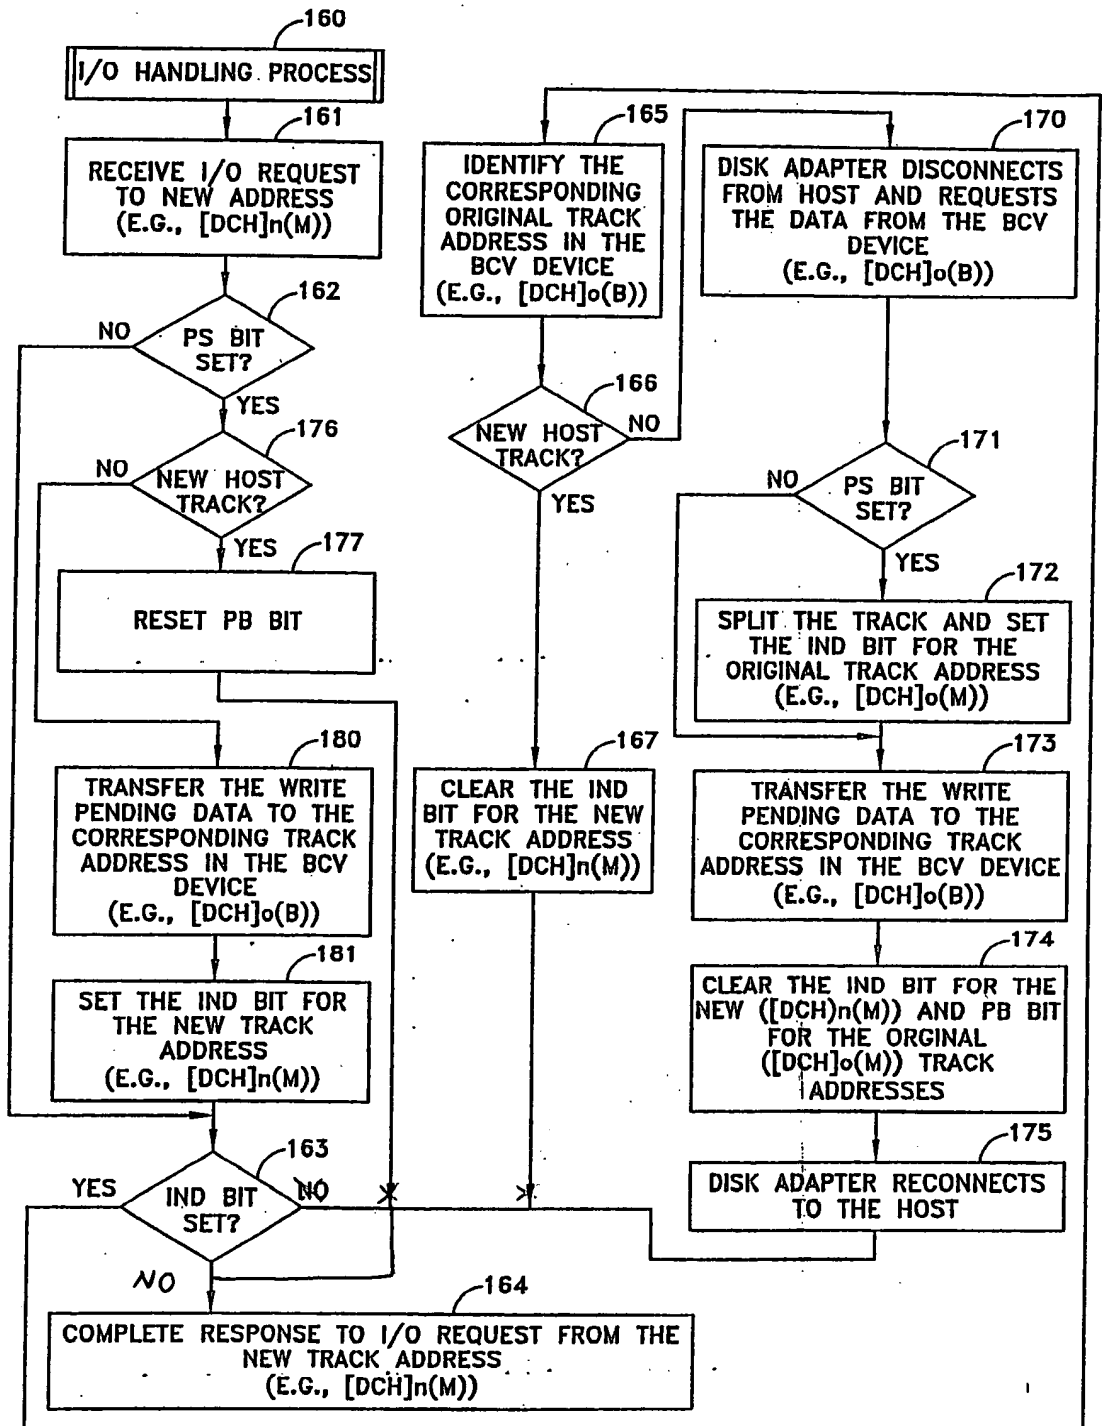 160
I/O HANDLING PROCESS
161
RECEIVE I/O REQUEST
TO NEW ADDRESS
(E.G., [DCH]n(M))
162
PS BIT
SET?
NO
YES
176
NEW HOST
TRACK?
NO
YES
177
RESET PB BIT
180
TRANSFER THE WRITE
PENDING DATA TO THE
CORRESPONDING TRACK
ADDRESS IN THE BCV
DEVICE
(E.G., [DCH]o(B))
181
SET THE IND BIT FOR
THE NEW TRACK
ADDRESS
(E.G., [DCH]n(M))
163
IND BIT
SET?
YES
NO
NO
164
COMPLETE RESPONSE TO I/O REQUEST FROM THE
NEW TRACK ADDRESS
(E.G., [DCH]n(M))
165
IDENTIFY THE
CORRESPONDING
ORIGINAL TRACK
ADDRESS IN THE
BCV DEVICE
(E.G., [DCH]o(B))
166
NEW HOST
TRACK?
NO
YES
167
CLEAR THE IND
BIT FOR THE NEW
TRACK ADDRESS
(E.G., [DCH]n(M))
170
DISK ADAPTER DISCONNECTS
FROM HOST AND REQUESTS
THE DATA FROM THE BCV
DEVICE
(E.G., [DCH]o(B))
171
PS BIT
SET?
NO
YES
172
SPLIT THE TRACK AND SET
THE IND BIT FOR THE
ORIGINAL TRACK ADDRESS
(E.G., [DCH]o(M))
173
TRANSFER THE WRITE
PENDING DATA TO THE
CORRESPONDING TRACK
ADDRESS IN THE BCV DEVICE
(E.G., [DCH]o(B))
174
CLEAR THE IND BIT FOR THE
NEW ([DCH)n(M)) AND PB BIT
FOR THE ORGINAL
([DCH]o(M)) TRACK
ADDRESSES
175
DISK ADAPTER RECONNECTS
TO THE HOST